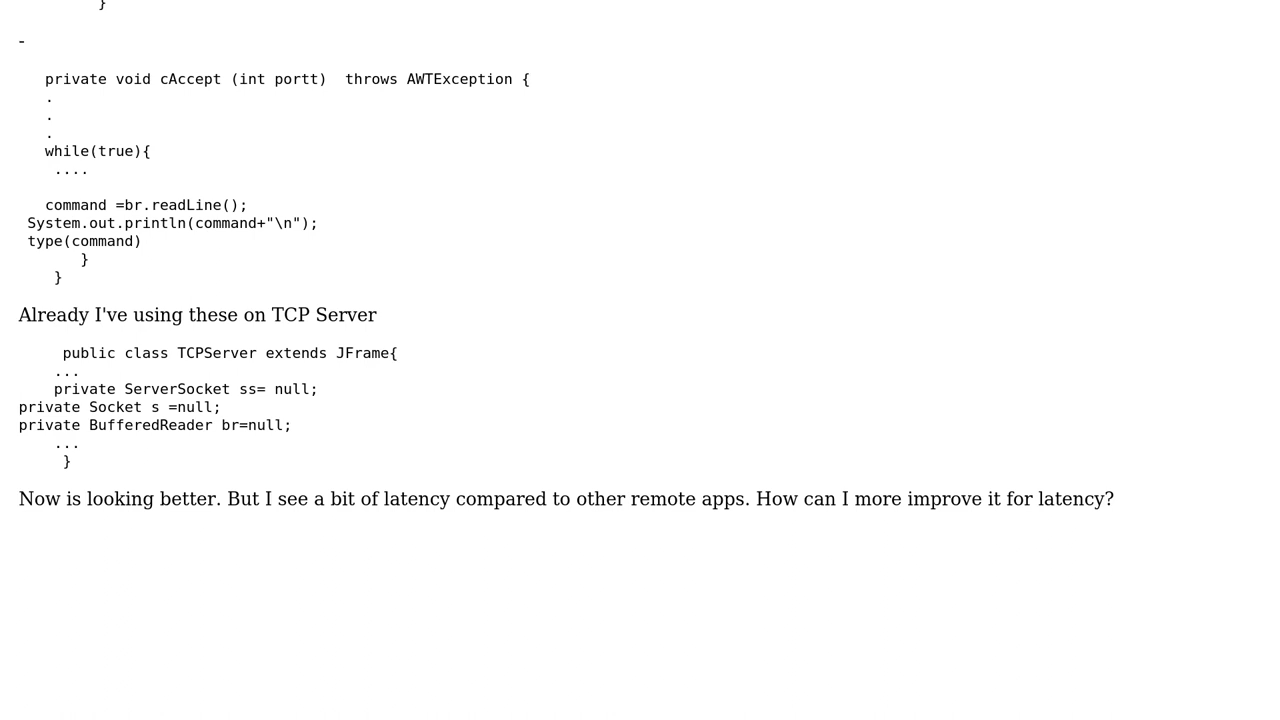 }
-
private void cAccept (int portt)  throws AWTException {
.
.
.
while(true){
....
command =br.readLine();
System.out.println(command+"\n");
type(command)
}
}
Already I've using these on TCP Server
public class TCPServer extends JFrame{
...
private ServerSocket ss= null;
private Socket s =null;
private BufferedReader br=null;
...
}
Now is looking better. But I see a bit of latency compared to other remote apps. How can I more improve it for latency?